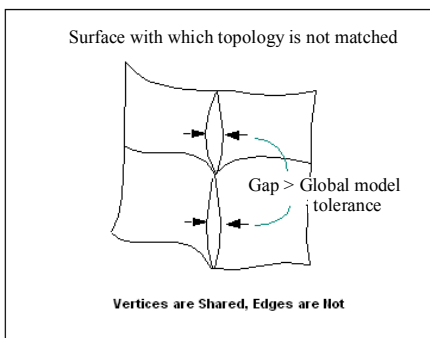 Surface with which topology is not matched
Gap > Global model
tolerance
Vertices are Shared, Edges are Not